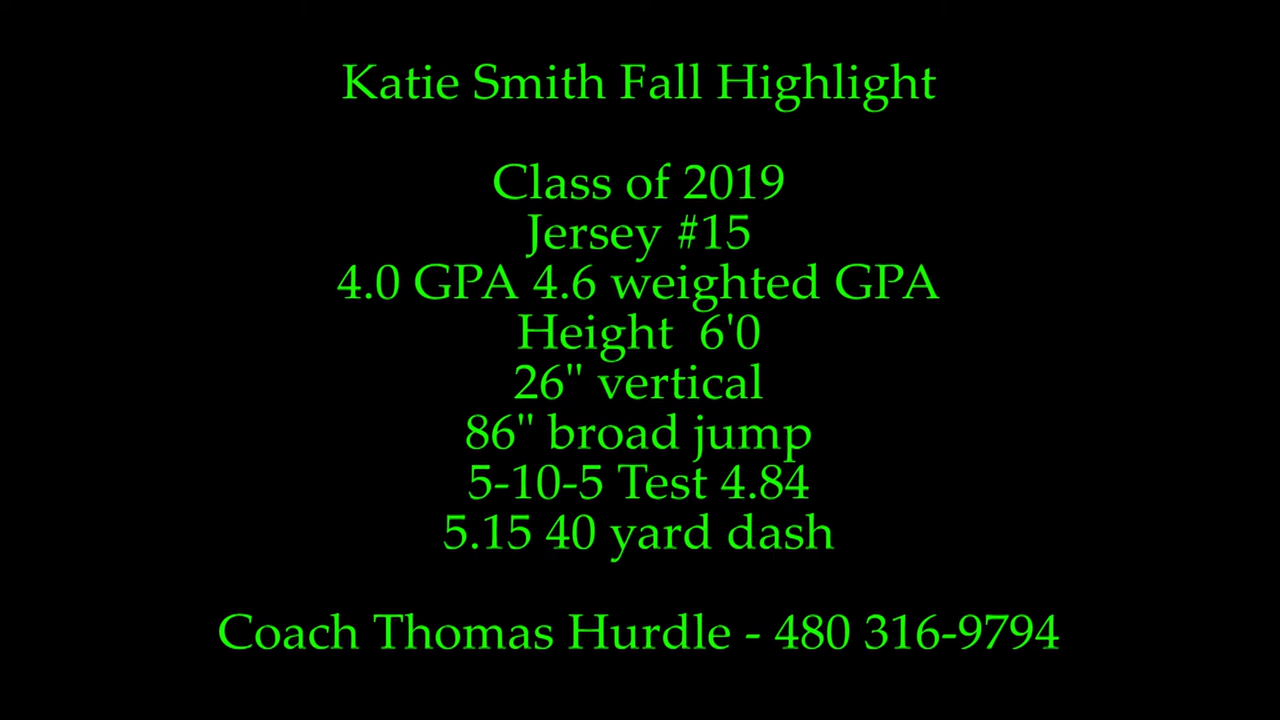 Katie Smith Fall Highlight
Class of 2019
Jersey #15
4.0 GPA 4.6 weighted GPA
Height  6'0
26" vertical
86" broad jump
5-10-5 Test 4.84
5.15 40 yard dash
Coach Thomas Hurdle - 480 316-9794